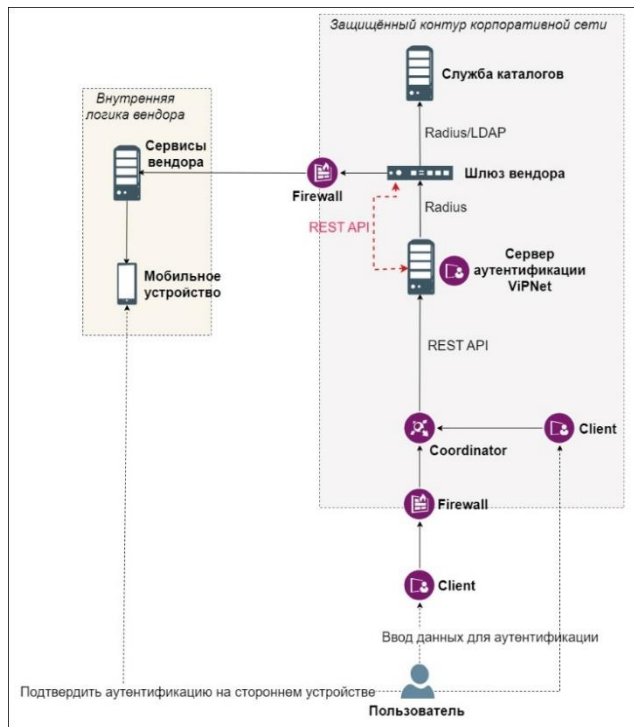 Защищённый контур корпоративной сети
Служба каталогов
Внутренняя
логика вендора
Radius/LDAP
Сервисы
вендора
Шлюз вендора
Firewall
Radius
REST API
Сервер
аутентификации
ViPNet
Мобильное
устройство
REST API
Client
Coordinator
Firewall
Client
Ввод данных для аутентификации
Подтвердить аутентификацию на стороннем устройстве
Пользователь